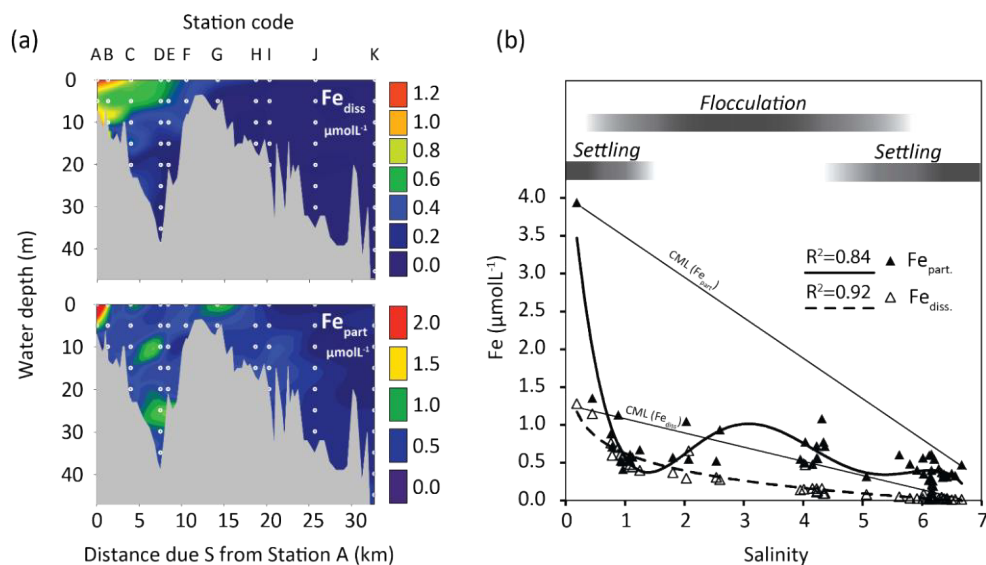 (a)
Station code
A B C D E F G H I J K
0
10
20
30
40
Water depth (m)
Fe diss
µmolL⁻¹
1.2
1.0
0.8
0.6
0.4
0.2
0.0
0
10
20
30
40
Fe part
µmolL⁻¹
2.0
1.5
1.0
0.5
0.0
0 5 10 15 20 25 30
Distance due S from Station A (km)
(b)
Flocculation
Settling Settling
4.0
3.5
3.0
2.5
2.0
1.5
1.0
0.5
0.0
Fe (µmolL⁻¹)
CML (Fe part)
CML (Fe diss)
R²=0.84 Fe part.
R²=0.92 Fe diss.
0 1 2 3 4 5 6 7
Salinity